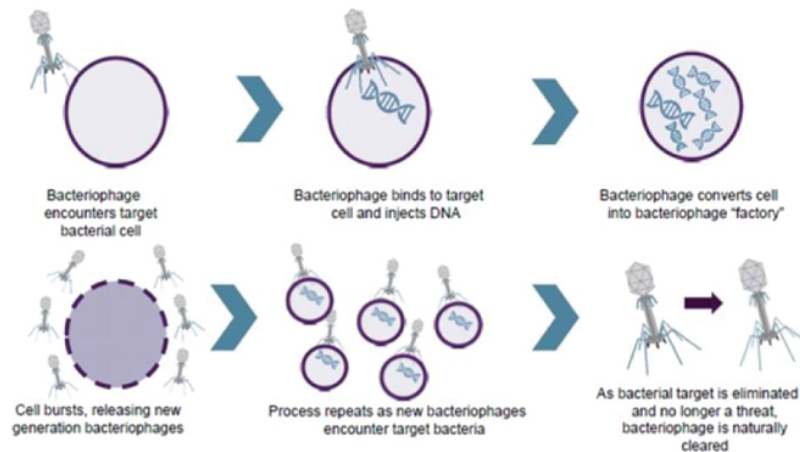 Bacteriophage
encounters target
bacterial cell
Bacteriophage binds to target
cell and injects DNA
Bacteriophage converts cell
into bacteriophage “factory”
Cell bursts, releasing new
generation bacteriophages
Process repeats as new bacteriophages
encounter target bacteria
As bacterial target is eliminated
and no longer a threat,
bacteriophage is naturally
cleared